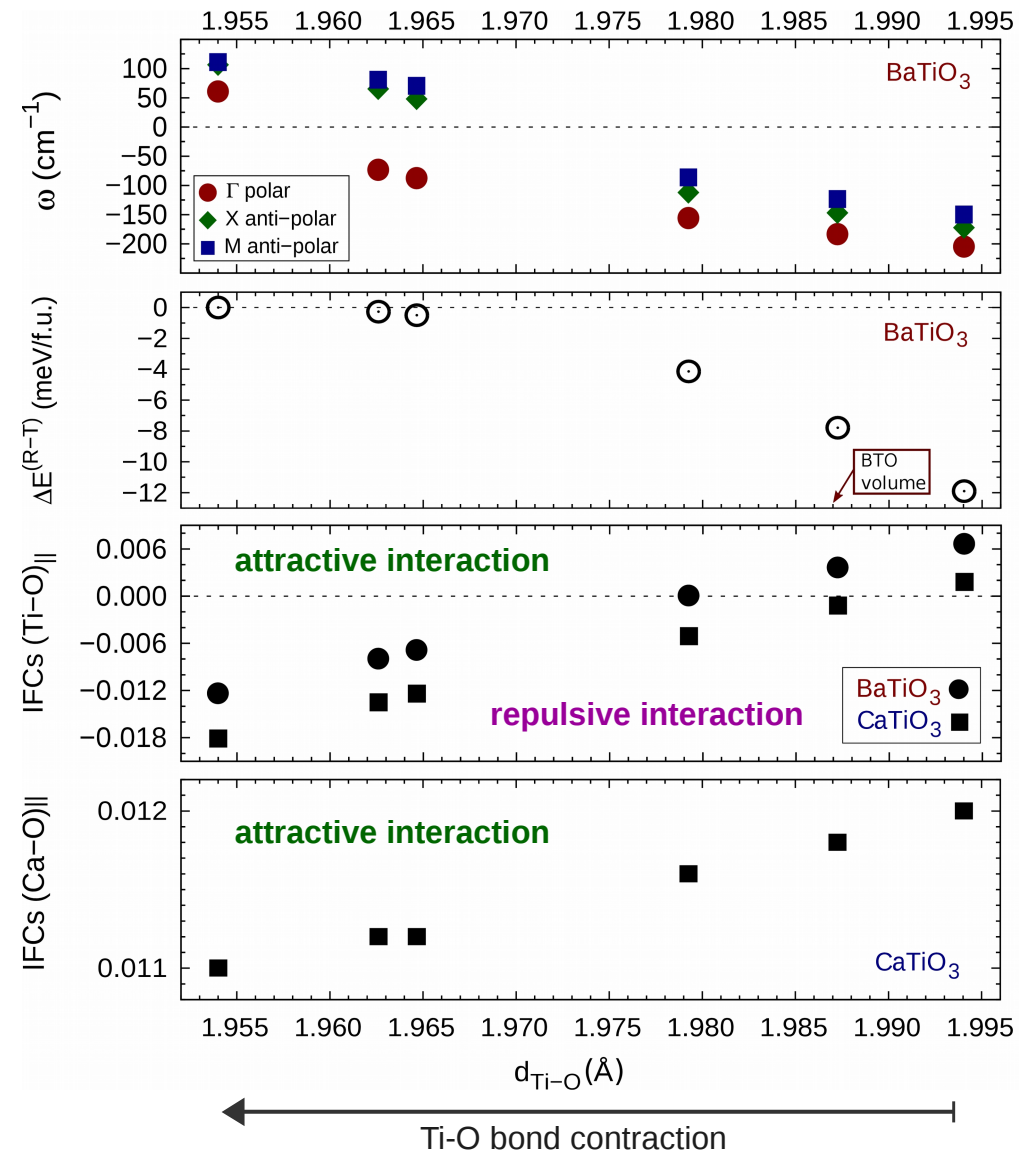 1.955 1.960 1.965 1.970 1.975 1.980 1.985 1.990 1.995
ω (cm−1)
100
50
0
−50
−100
−150
−200
BaTiO3
Γ polar
X anti−polar
M anti−polar
ΔE(R−T) (meV/f.u.)
0
−2
−4
−6
−8
−10
−12
BaTiO3
BTO
volume
IFCs (Ti−O)||
0.006
0.000
−0.006
−0.012
−0.018
attractive interaction
repulsive interaction
BaTiO3
CaTiO3
IFCs (Ca−O)||
0.012
0.011
attractive interaction
CaTiO3
1.955 1.960 1.965 1.970 1.975 1.980 1.985 1.990 1.995
dTi−O(Å)
Ti-O bond contraction